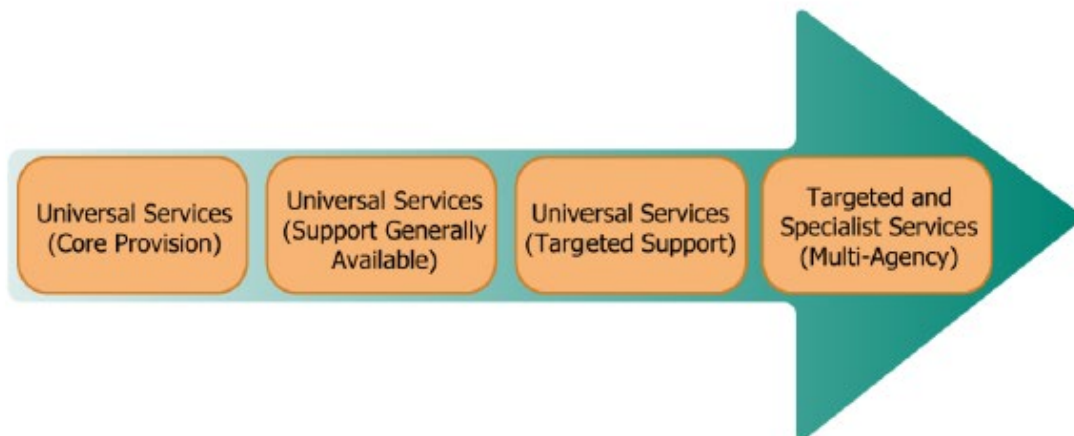 Universal Services
(Core Provision)
Universal Services
(Support Generally
Available)
Universal Services
(Targeted Support)
Targeted and
Specialist Services
(Multi-Agency)